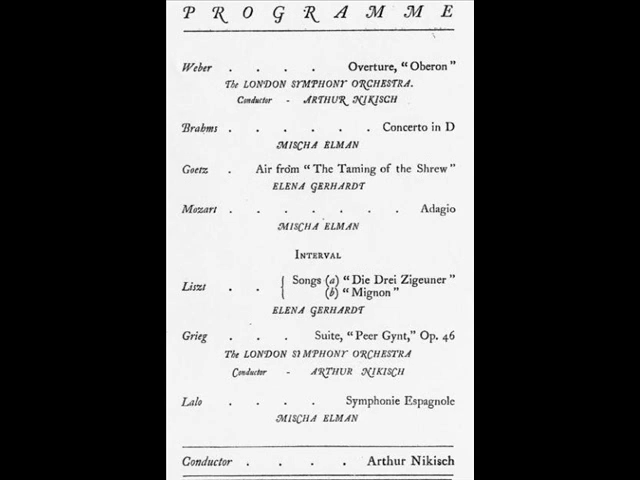 PROGRAMME
Weber . . . . Overture, "Oberon"
The LONDON SYMPHONY ORCHESTRA.
Conductor - ARTHUR NIKISCH
Brahms . . . . . . Concerto in D
MISCHA ELMAN
Goetz . Air from "The Taming of the Shrew"
ELENA GERHARDT
Mozart . . . . . . . Adagio
MISCHA ELMAN
INTERVAL
Liszt . . { Songs (a) "Die Drei Zigeuner"
(b) "Mignon"
ELENA GERHARDT
Grieg . . . Suite, "Peer Gynt," Op. 46
The LONDON SYMPHONY ORCHESTRA
Conductor - ARTHUR NIKISCH
Lalo . . . . Symphonie Espagnole
MISCHA ELMAN
Conductor . . . . Arthur Nikisch